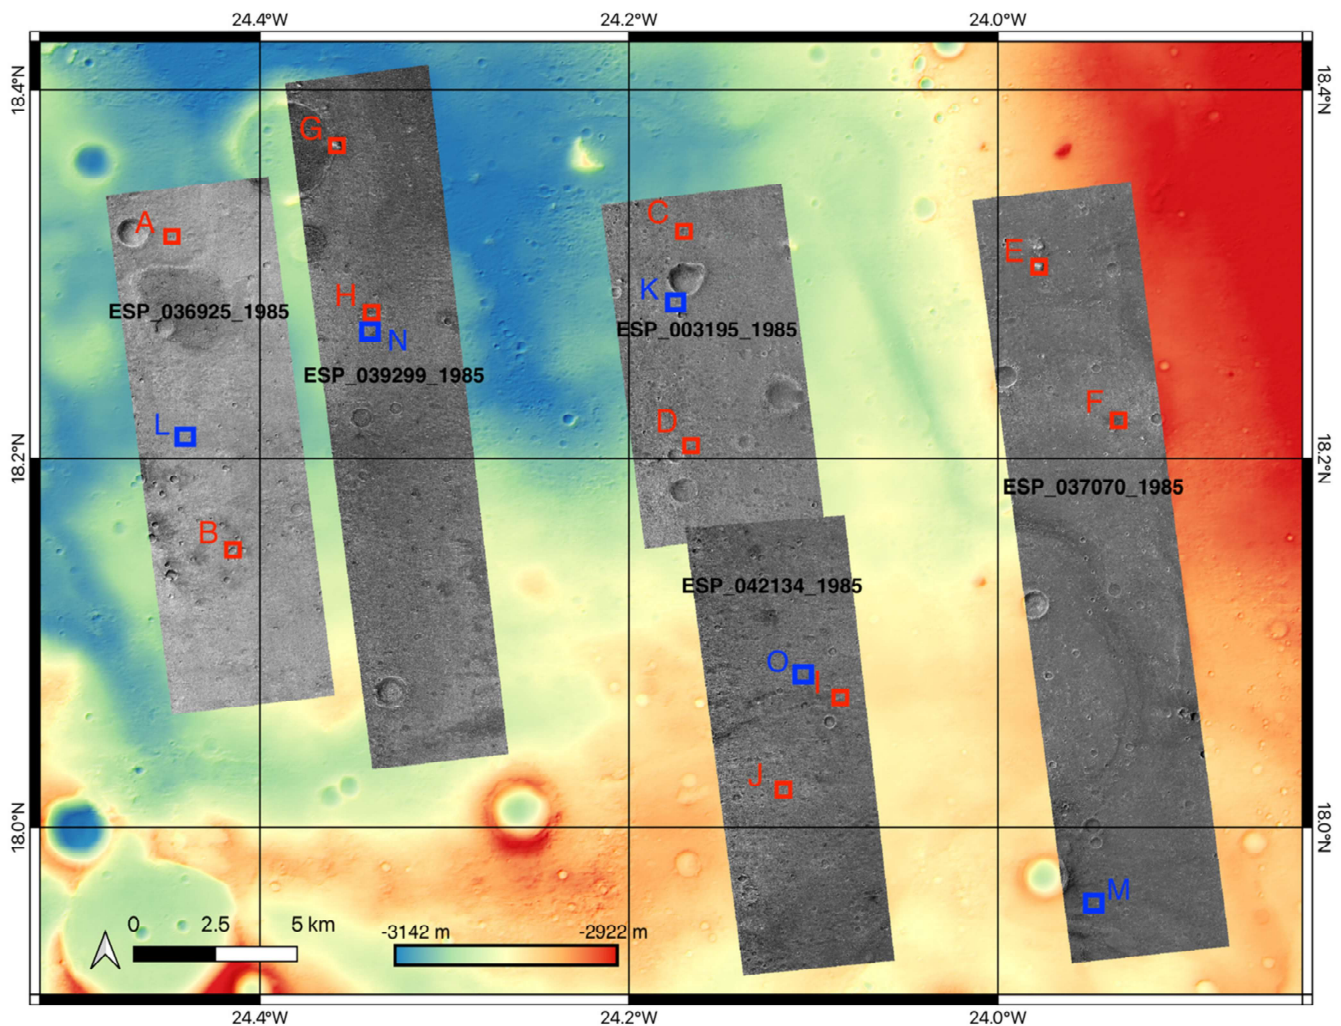 24.4°W 24.2°W 24.0°W
18.4°N 18.4°N
G
A
C
E
H
K
N
ESP_036925_1985
ESP_003195_1985
ESP_039299_1985
F
L
D
18.2°N 18.2°N
ESP_037070_1985
B
ESP_042134_1985
O
I
J
18.0°N 18.0°N
M
0 2.5 5 km
-3142 m -2922 m
24.4°W 24.2°W 24.0°W